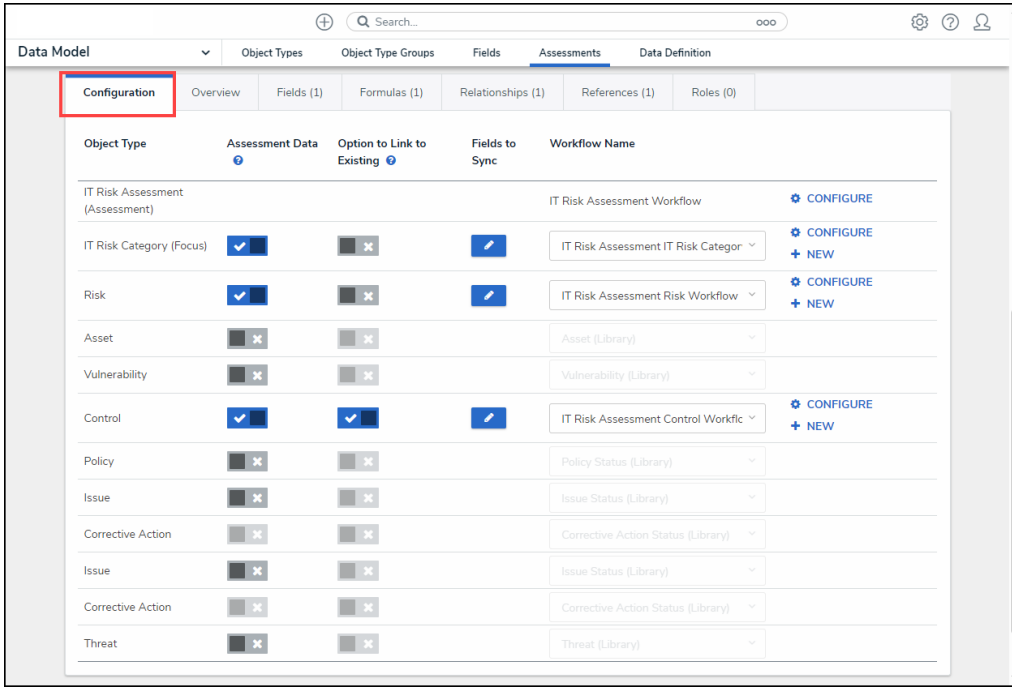 Search...
Data Model Object Types Object Type Groups Fields Assessments Data Definition
Configuration Overview Fields (1) Formulas (1) Relationships (1) References (1) Roles (0)
Object Type Assessment Data Option to Link to Existing Fields to Sync Workflow Name
IT Risk Assessment (Assessment) IT Risk Assessment Workflow CONFIGURE
IT Risk Category (Focus) IT Risk Assessment IT Risk Categor CONFIGURE
+ NEW
Risk IT Risk Assessment Risk Workflow CONFIGURE
+ NEW
Asset Asset (Library)
Vulnerability Vulnerability (Library)
Control IT Risk Assessment Control Workflc CONFIGURE
+ NEW
Policy Policy Status (Library)
Issue Issue Status (Library)
Corrective Action Corrective Action Status (Library)
Issue Issue Status (Library)
Corrective Action Corrective Action Status (Library)
Threat Threat (Library)